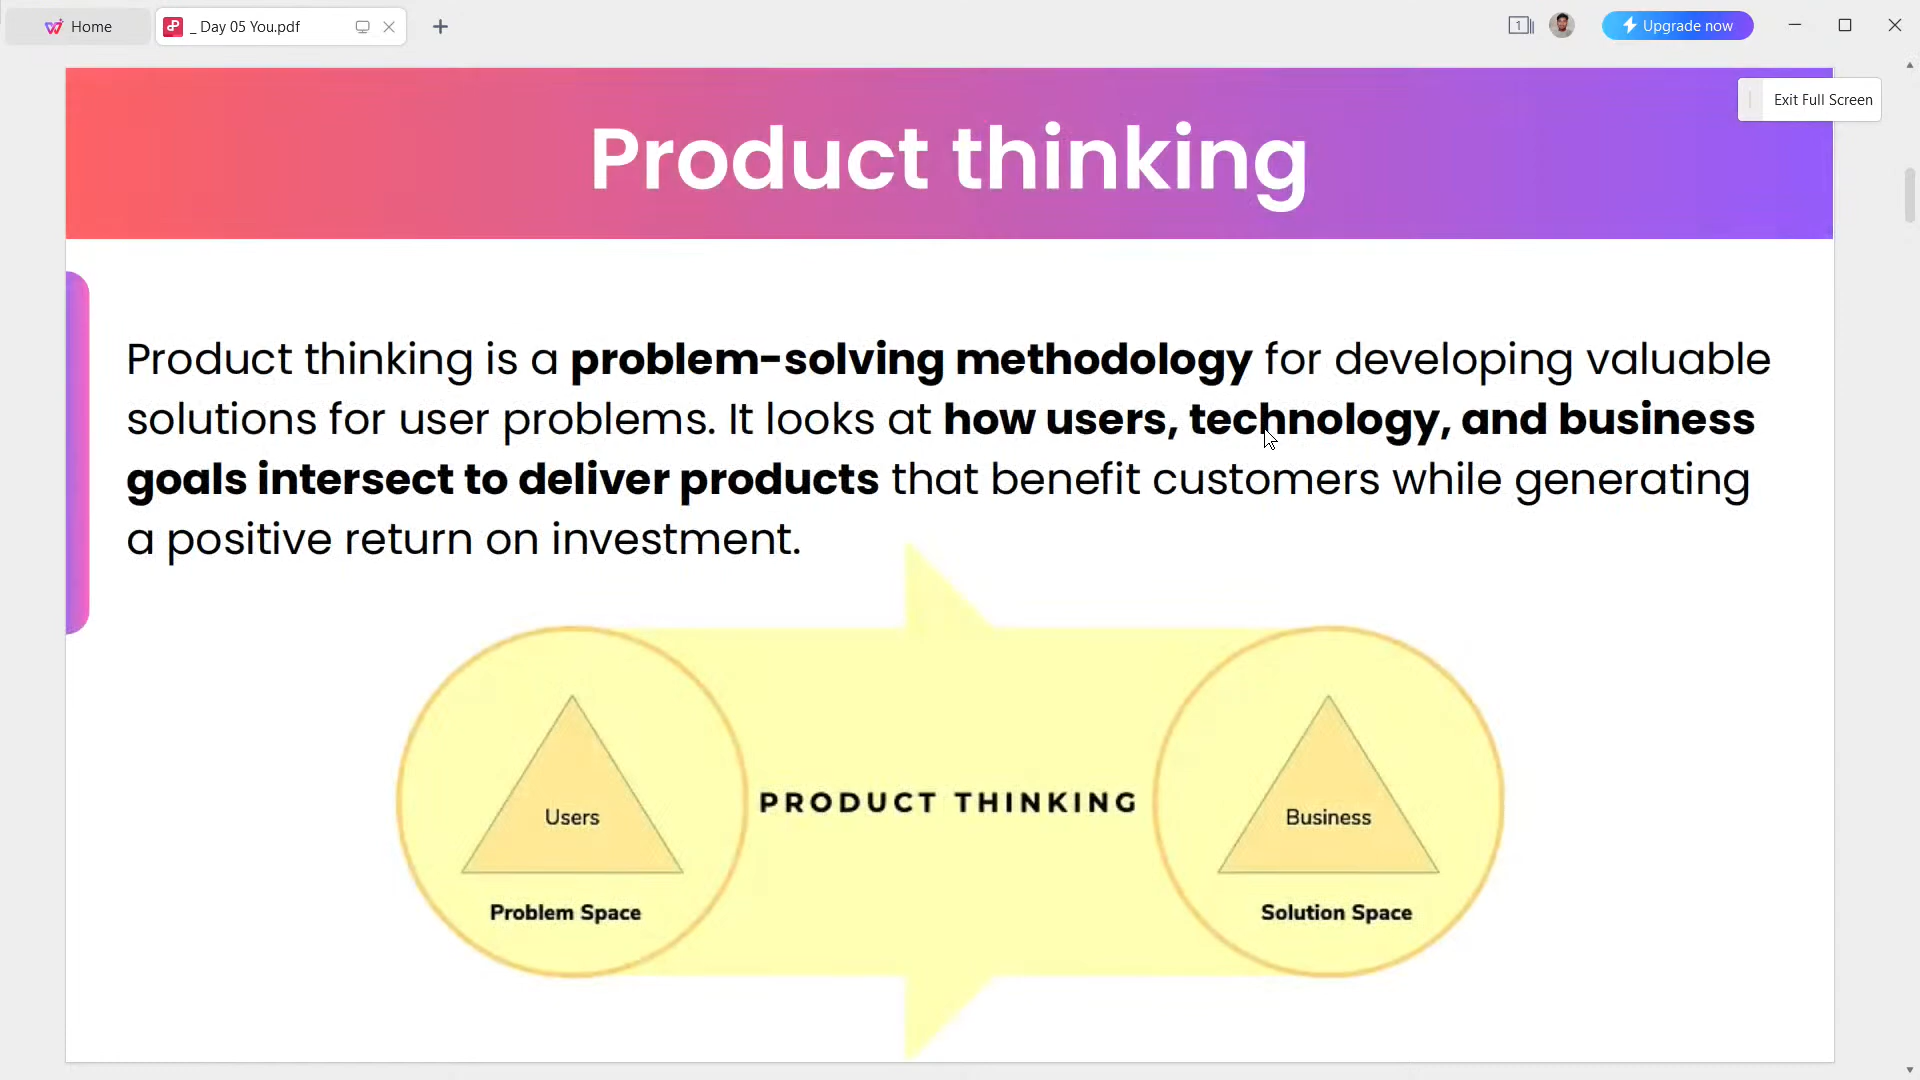 Home
_ Day 05 You.pdf
1
Upgrade now
Exit Full Screen
Product thinking
Product thinking is a problem-solving methodology for developing valuable
solutions for user problems. It looks at how users, technology, and business
goals intersect to deliver products that benefit customers while generating
a positive return on investment.
Users
Problem Space
PRODUCT THINKING
Business
Solution Space